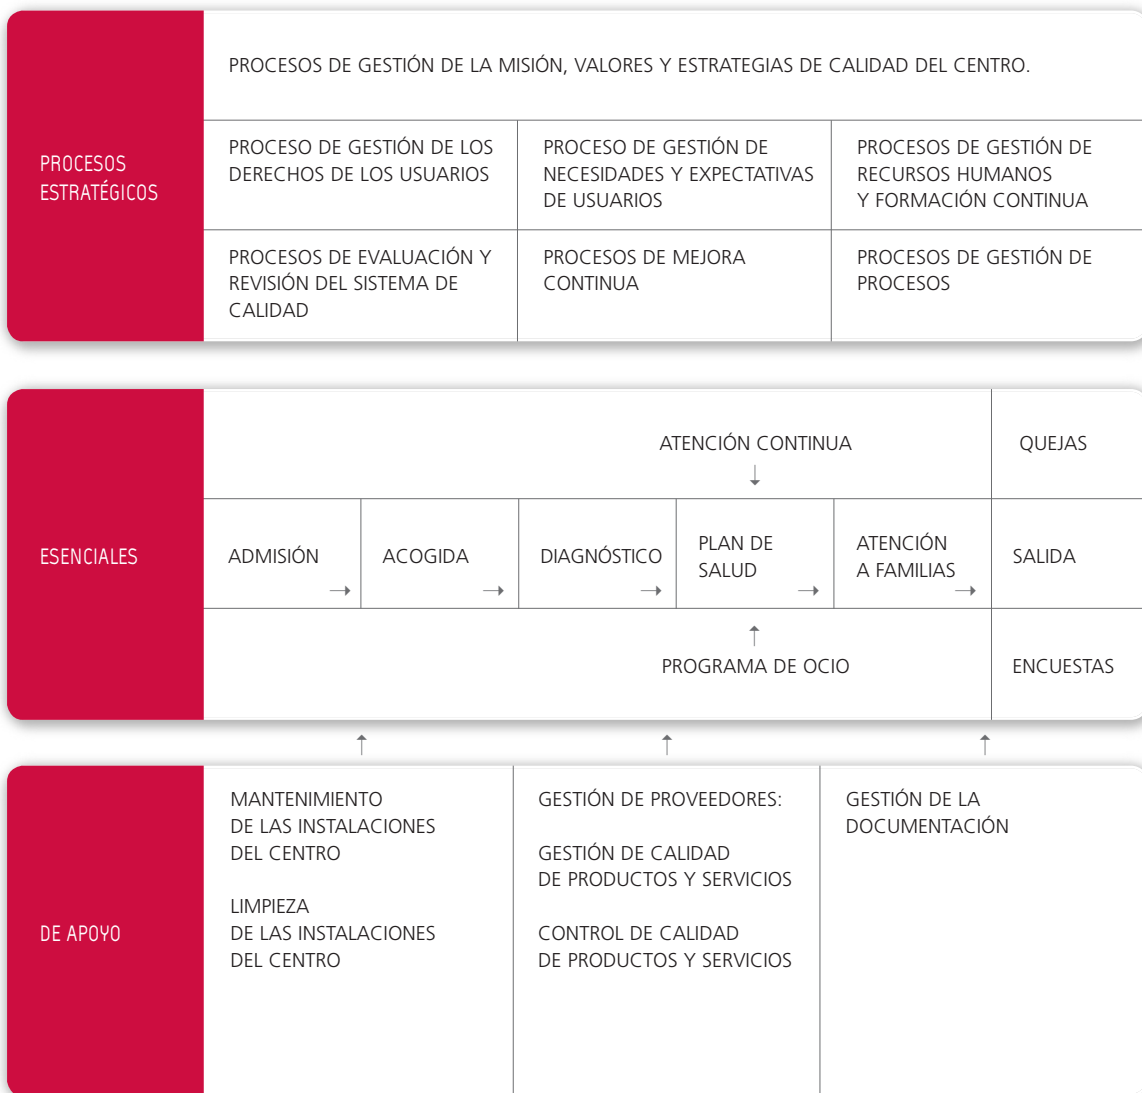 PROCESOS
ESTRATÉGICOS
PROCESOS DE GESTIÓN DE LA MISIÓN, VALORES Y ESTRATEGIAS DE CALIDAD DEL CENTRO.
PROCESO DE GESTIÓN DE LOS
DERECHOS DE LOS USUARIOS
PROCESO DE GESTIÓN DE
NECESIDADES Y EXPECTATIVAS
DE USUARIOS
PROCESOS DE GESTIÓN DE
RECURSOS HUMANOS
Y FORMACIÓN CONTINUA
PROCESOS DE EVALUACIÓN Y
REVISIÓN DEL SISTEMA DE
CALIDAD
PROCESOS DE MEJORA
CONTINUA
PROCESOS DE GESTIÓN DE
PROCESOS
ESENCIALES
ATENCIÓN CONTINUA
↓
QUEJAS
ADMISIÓN
→
ACOGIDA
→
DIAGNÓSTICO
→
PLAN DE
SALUD
→
ATENCIÓN
A FAMILIAS
→
SALIDA
↑
PROGRAMA DE OCIO
ENCUESTAS
↑ ↑ ↑
DE APOYO
MANTENIMIENTO
DE LAS INSTALACIONES
DEL CENTRO
LIMPIEZA
DE LAS INSTALACIONES
DEL CENTRO
GESTIÓN DE PROVEEDORES:
GESTIÓN DE CALIDAD
DE PRODUCTOS Y SERVICIOS
CONTROL DE CALIDAD
DE PRODUCTOS Y SERVICIOS
GESTIÓN DE LA
DOCUMENTACIÓN